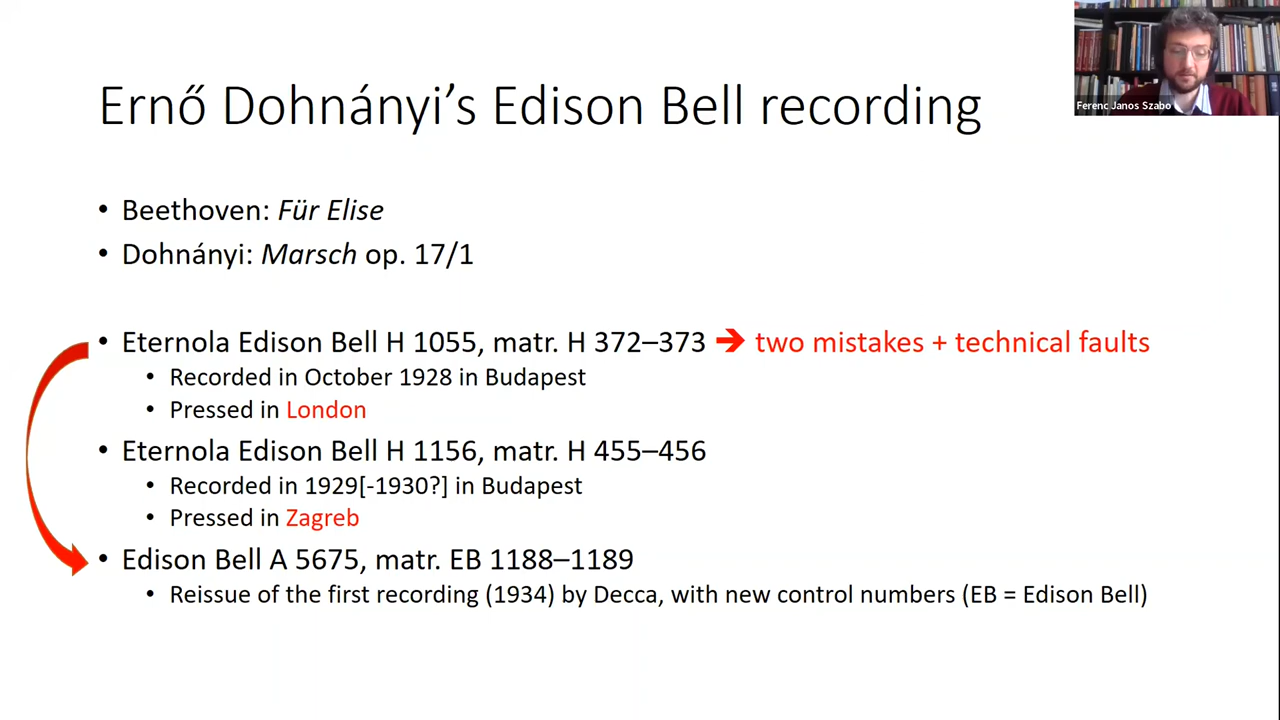 Ernő Dohnányi’s Edison Bell recording
Ferenc Janos Szabo
• Beethoven: Für Elise
• Dohnányi: Marsch op. 17/1
• Eternola Edison Bell H 1055, matr. H 372–373 ➔ two mistakes + technical faults
• Recorded in October 1928 in Budapest
• Pressed in London
• Eternola Edison Bell H 1156, matr. H 455–456
• Recorded in 1929[-1930?] in Budapest
• Pressed in Zagreb
• Edison Bell A 5675, matr. EB 1188–1189
• Reissue of the first recording (1934) by Decca, with new control numbers (EB = Edison Bell)